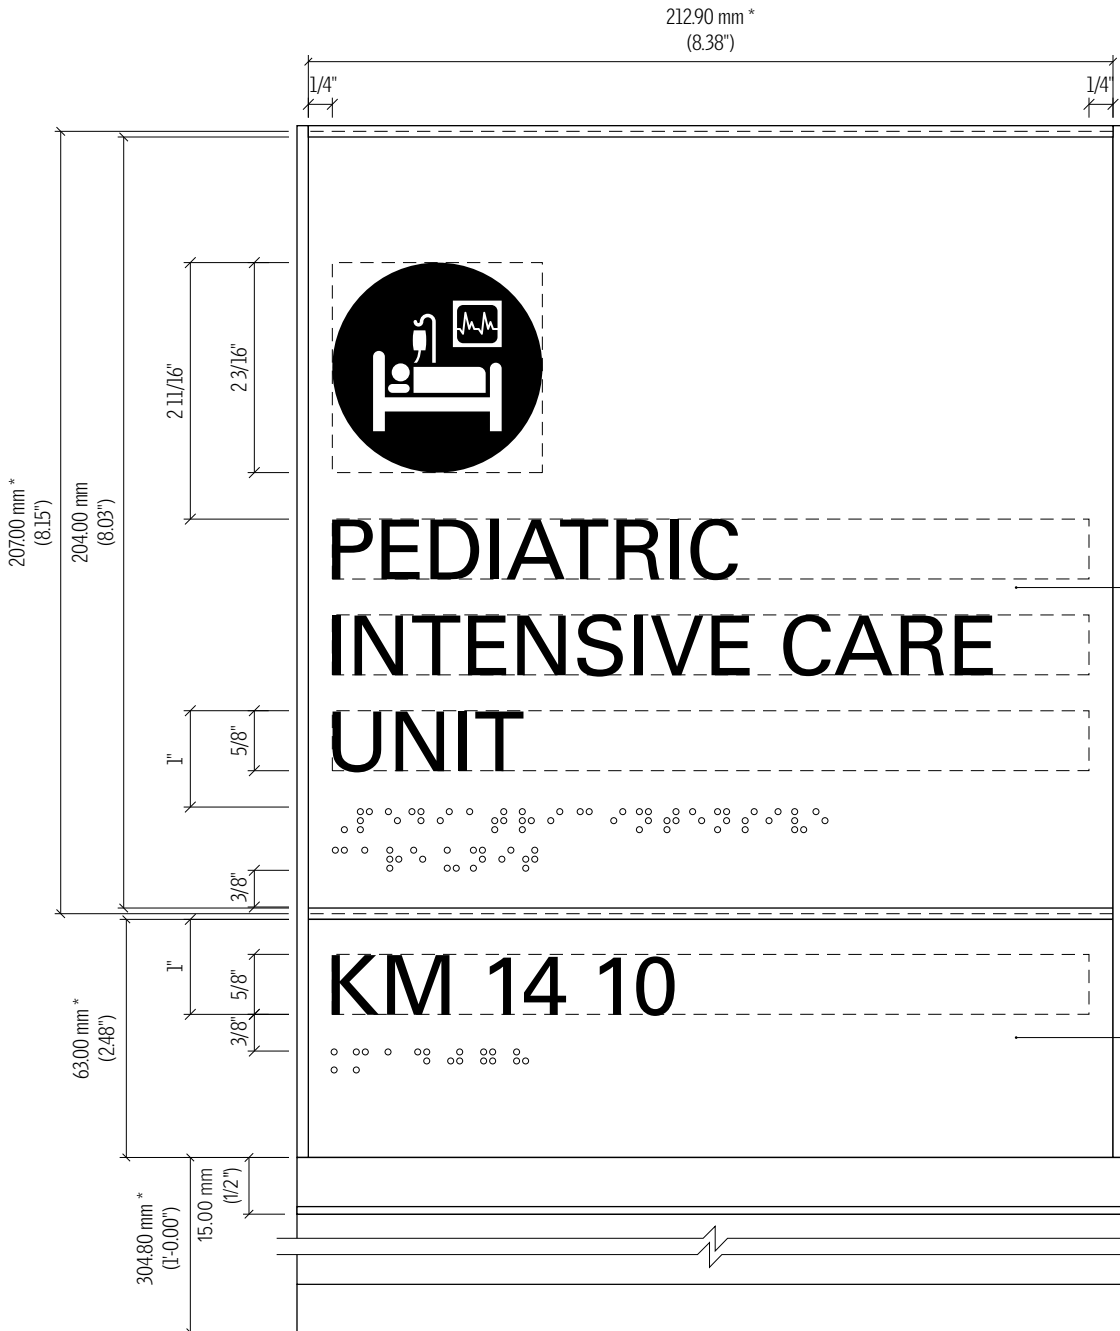 212.90 mm *
(8.38")
1/4"
1/4"
2 11/16"
2 3/16"
207.00 mm *
(8.15")
204.00 mm
(8.03")
PEDIATRIC
INTENSIVE CARE
UNIT
1"
5/8"
3/8"
KM 14 10
1"
5/8"
3/8"
63.00 mm *
(2.48")
304.80 mm *
(1'-0.00")
15.00 mm
(1/2")